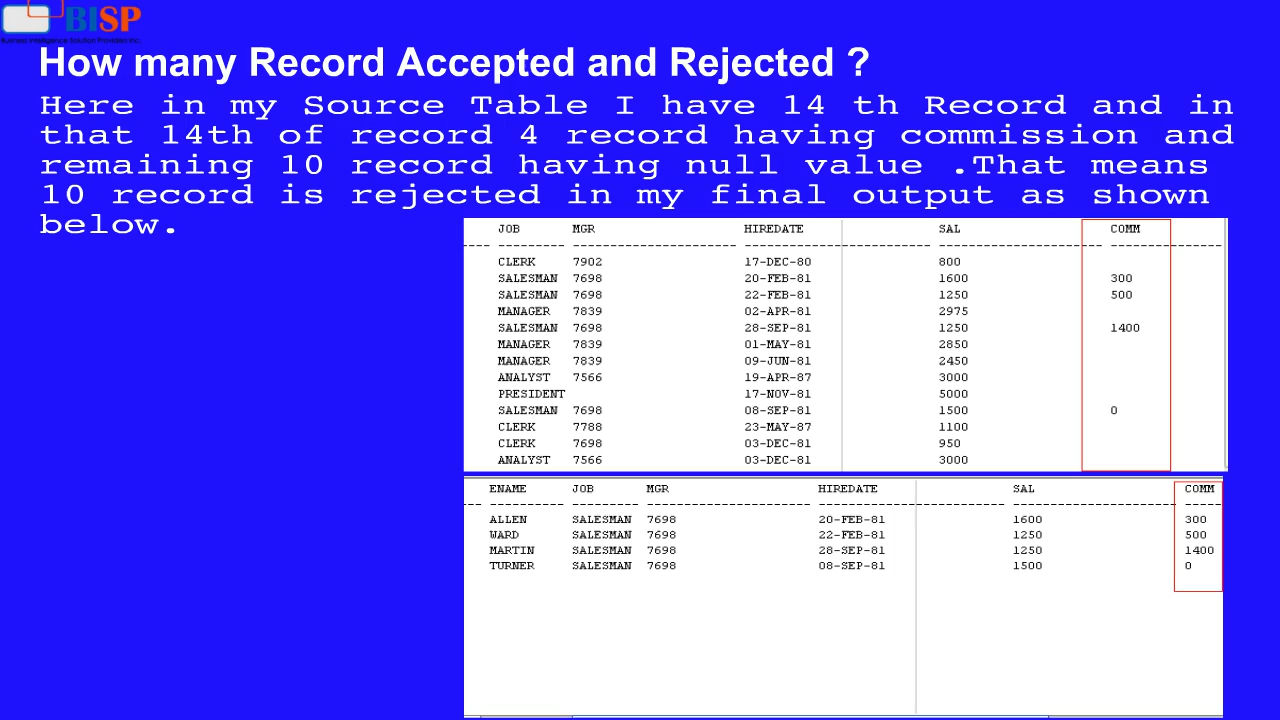 BISP
Business Intelligence Solution Providers Inc.
How many Record Accepted and Rejected ?
Here in my Source Table I have 14 th Record and in
that 14th of record 4 record having commission and
remaining 10 record having null value .That means
10 record is rejected in my final output as shown
below.
JOB MGR HIREDATE SAL COMM
CLERK 7902 17-DEC-80 800
SALESMAN 7698 20-FEB-81 1600 300
SALESMAN 7698 22-FEB-81 1250 500
MANAGER 7839 02-APR-81 2975
SALESMAN 7698 28-SEP-81 1250 1400
MANAGER 7839 01-MAY-81 2850
MANAGER 7839 09-JUN-81 2450
ANALYST 7566 19-APR-87 3000
PRESIDENT 17-NOV-81 5000
SALESMAN 7698 08-SEP-81 1500 0
CLERK 7788 23-MAY-87 1100
CLERK 7698 03-DEC-81 950
ANALYST 7566 03-DEC-81 3000
ENAME JOB MGR HIREDATE SAL COMM
ALLEN SALESMAN 7698 20-FEB-81 1600 300
WARD SALESMAN 7698 22-FEB-81 1250 500
MARTIN SALESMAN 7698 28-SEP-81 1250 1400
TURNER SALESMAN 7698 08-SEP-81 1500 0